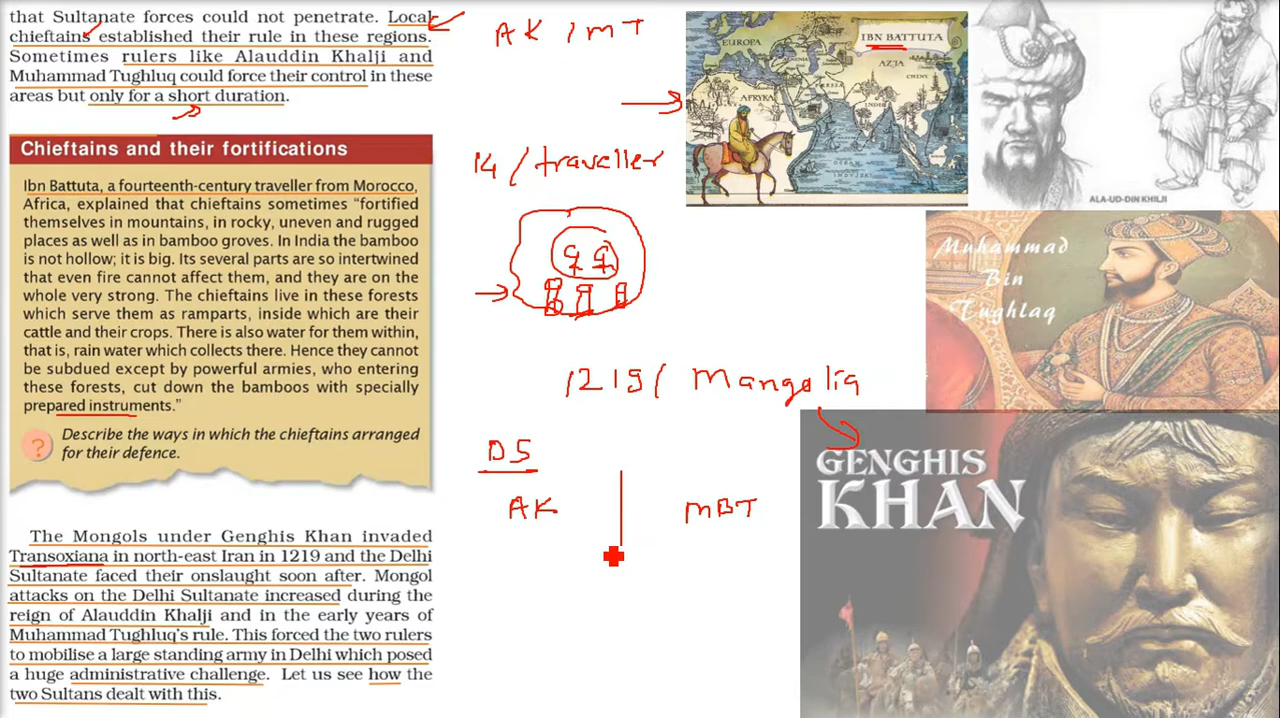 that Sultanate forces could not penetrate. Local
chieftains established their rule in these regions.
Sometimes rulers like Alauddin Khalji and
Muhammad Tughluq could force their control in these
areas but only for a short duration.
Chieftains and their fortifications
Ibn Battuta, a fourteenth-century traveller from Morocco,
Africa, explained that chieftains sometimes “fortified
themselves in mountains, in rocky, uneven and rugged
places as well as in bamboo groves. In India the bamboo
is not hollow; it is big. Its several parts are so intertwined
that even fire cannot affect them, and they are on the
whole very strong. The chieftains live in these forests
which serve them as ramparts, inside which are their
cattle and their crops. There is also water for them within,
that is, rain water which collects there. Hence they cannot
be subdued except by powerful armies, who entering
these forests, cut down the bamboos with specially
prepared instruments.”
?
Describe the ways in which the chieftains arranged
for their defence.
The Mongols under Genghis Khan invaded
Transoxiana in north-east Iran in 1219 and the Delhi
Sultanate faced their onslaught soon after. Mongol
attacks on the Delhi Sultanate increased during the
reign of Alauddin Khalji and in the early years of
Muhammad Tughluq's rule. This forced the two rulers
to mobilise a large standing army in Delhi which posed
a huge administrative challenge. Let us see how the
two Sultans dealt with this.
AK / MT
14 / traveller
1219 / Mangolia
DS
AK
MBT
IBN BATTUTA
EUROPA
AZJA
AFRYKA
ALA-UD-DIN KHILJI
Muhammad
Bin
Tughlaq
GENGHIS
KHAN